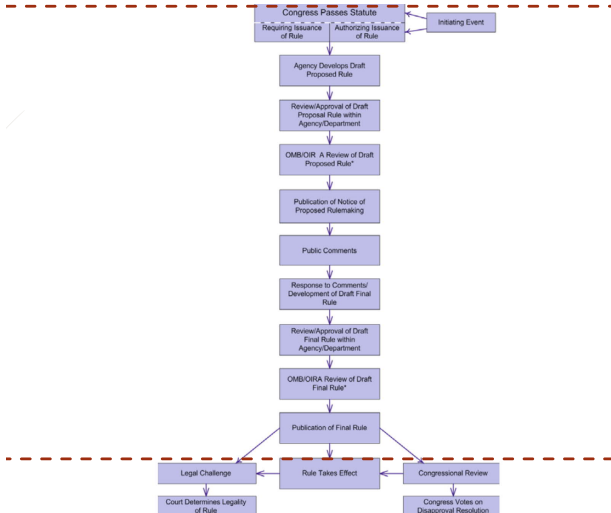 Congress Passes Statute
Initiating Event
Requiring Issuance
of Rule
Authorizing Issuance
of Rule
Agency Develops Draft
Proposed Rule
Review/Approval of Draft
Proposal Rule within
Agency/Department
OMB/OIR  A Review of Draft
Proposed Rule*
Publication of Notice of
Proposed Rulemaking
Public Comments
Response to Comments/
Development of Draft Final
Rule
Review/Approval of Draft
Final Rule within
Agency/Department
OMB/OIRA Review of Draft
Final Rule*
Publication of Final Rule
Legal Challenge
Rule Takes Effect
Congressional Review
Court Determines Legality
of Rule
Congress Votes on
Disapproval Resolution